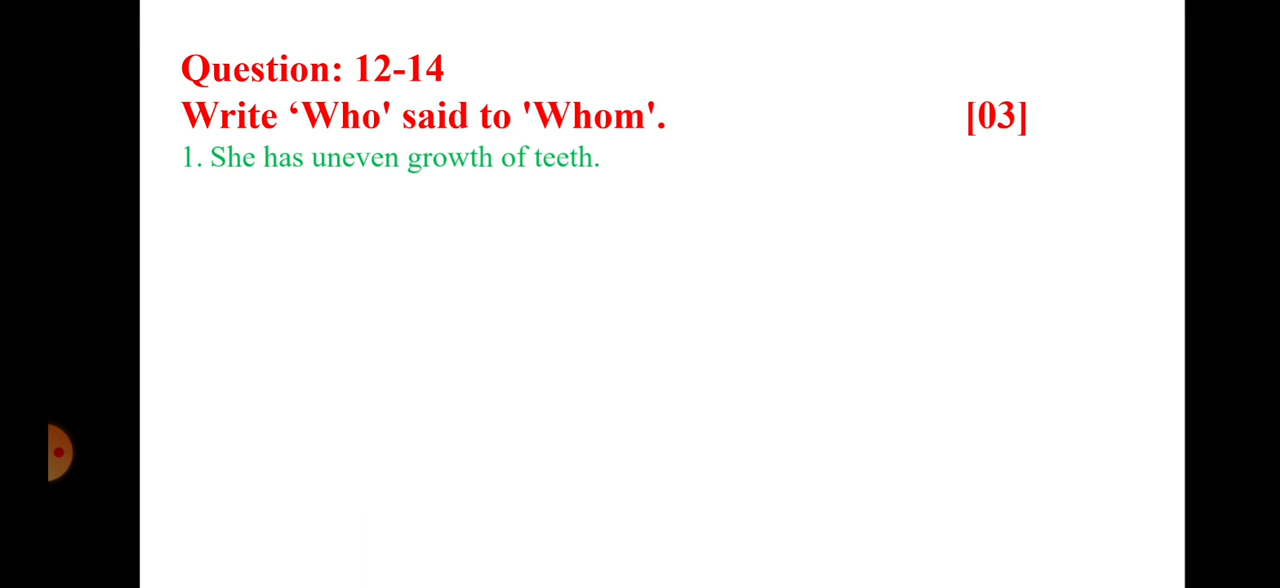 Question: 12-14
Write ‘Who' said to 'Whom'. [03]
1. She has uneven growth of teeth.